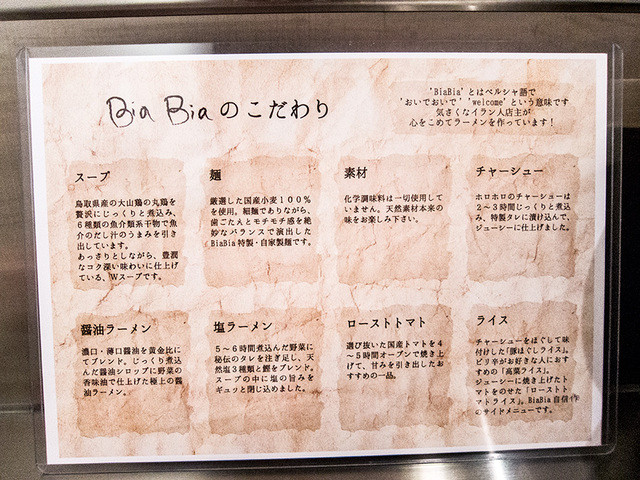 Bia Bia のこだわり
'BiaBia'とはペルシャ語で
'おいでおいで' 'welcome'という意味です
気さくなイラン人店主が
心をこめてラーメンを作っています！
スープ
鳥取県産の大山鶏の丸鶏を
贅沢にじっくりと煮込み、
6種類の魚介類系干物で魚
介のだし汁のうまみを引き
出しています。
あっさりとしながら、豊潤
なコク深い味わいに仕上げ
ている、Wスープです。
麺
厳選した国産小麦100％
を使用。細麺でありながら、
歯ごたえとモチモチ感を絶
妙なバランスで演出した
BiaBia特製・自家製麺です。
素材
化学調味料は一切使用して
いません。天然素材本来の
味をお楽しみ下さい。
チャーシュー
ホロホロのチャーシューは
2～3時間じっくりと煮込
み、特製タレに漬け込んで、
ジューシーに仕上げました。
醤油ラーメン
濃口・薄口醤油を黄金比に
てブレンド。じっくり煮込
んだ醤油シロップに野菜の
香味油で仕上げた極上の醤
油ラーメン。
塩ラーメン
5～6時間煮込んだ野菜に
秘伝のタレを注ぎ足し、天
然塩3種類と鰹をブレンド。
スープの中に塩の旨みを
ギュッと閉じ込めました。
ローストトマト
選び抜いた国産トマトを4
～5時間オーブンで焼き上
げて、甘みを引き出したお
すすめの一品。
ライス
チャーシューをほぐして味
付けした「豚ほぐしライス」。
ピリ辛がお好きな人におす
すめの「高菜ライス」。
ジューシーに焼き上げたト
マトをのせた「ローストト
マトライス」。BiaBia自信作
のサイドメニューです。